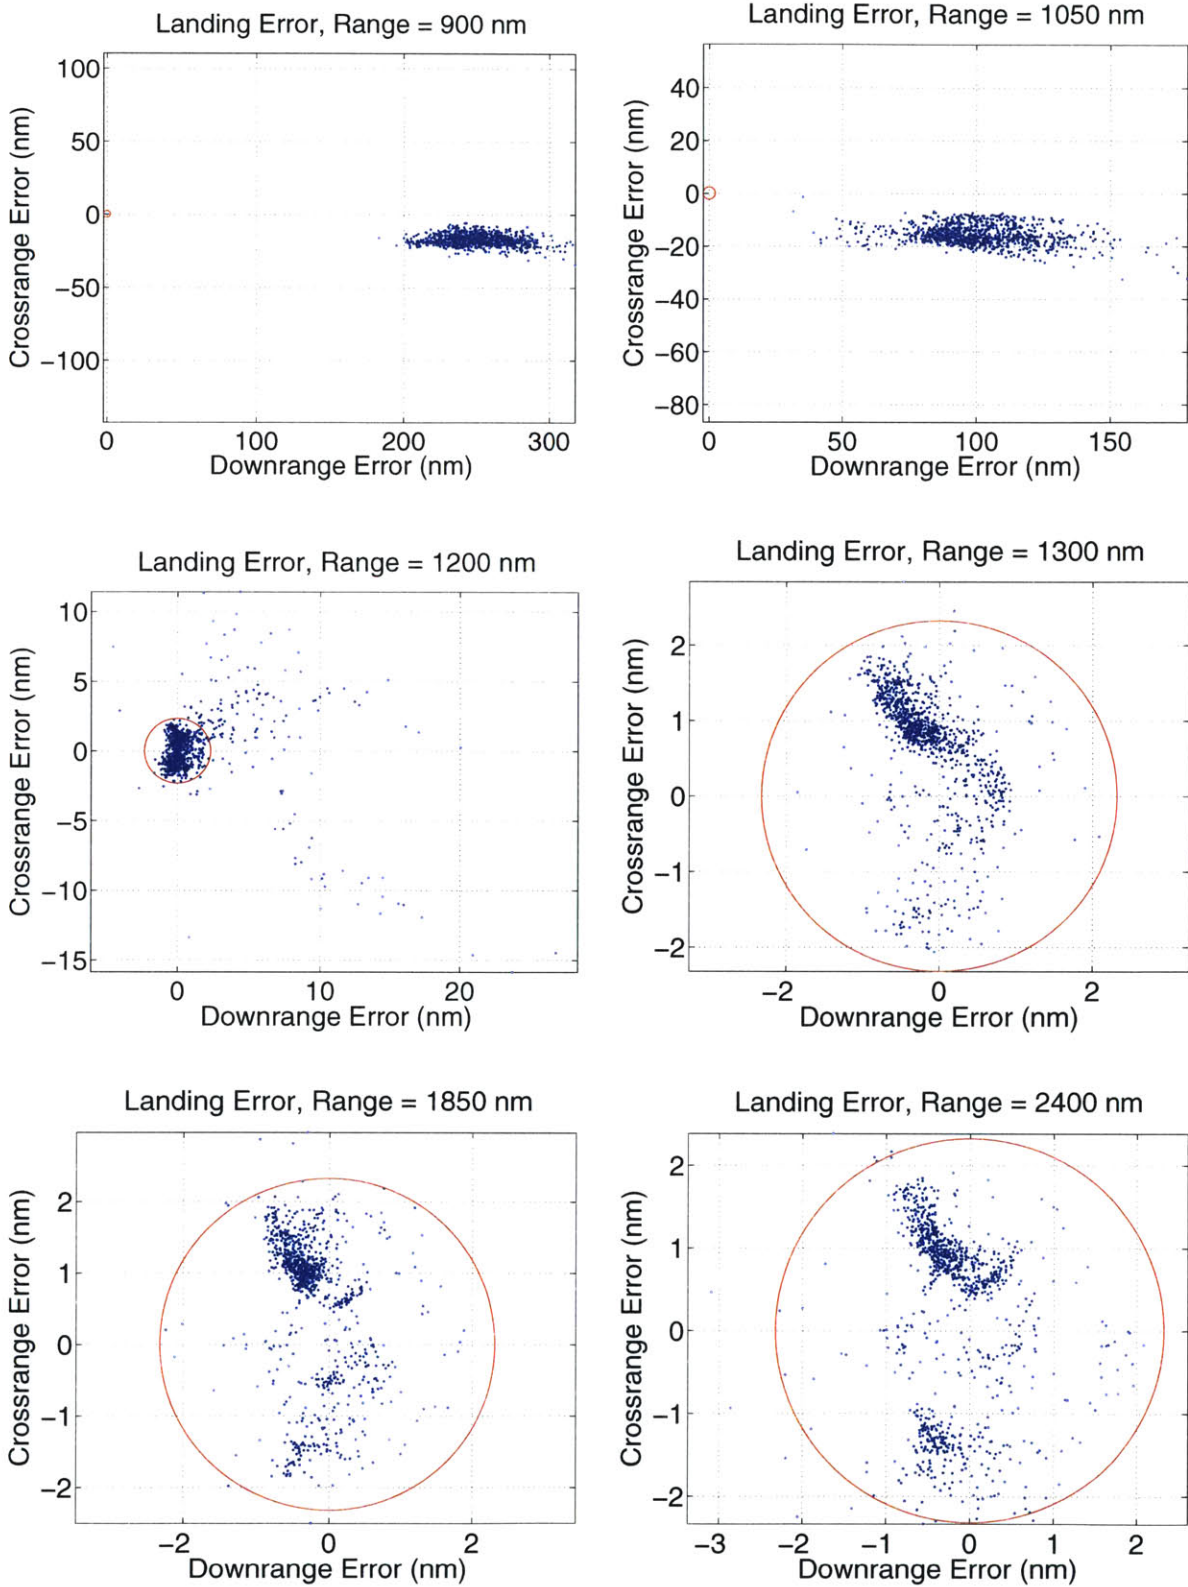 Landing Error, Range = 900 nm
100
50
0
−50
−100
Crossrange Error (nm)
0 100 200 300
Downrange Error (nm)
Landing Error, Range = 1050 nm
40
20
0
−20
−40
−60
−80
Crossrange Error (nm)
0 50 100 150
Downrange Error (nm)
Landing Error, Range = 1200 nm
10
5
0
−5
−10
−15
Crossrange Error (nm)
0 10 20
Downrange Error (nm)
Landing Error, Range = 1300 nm
2
1
0
−1
−2
Crossrange Error (nm)
−2 0 2
Downrange Error (nm)
Landing Error, Range = 1850 nm
2
1
0
−1
−2
Crossrange Error (nm)
−2 0 2
Downrange Error (nm)
Landing Error, Range = 2400 nm
2
1
0
−1
−2
Crossrange Error (nm)
−3 −2 −1 0 1 2
Downrange Error (nm)